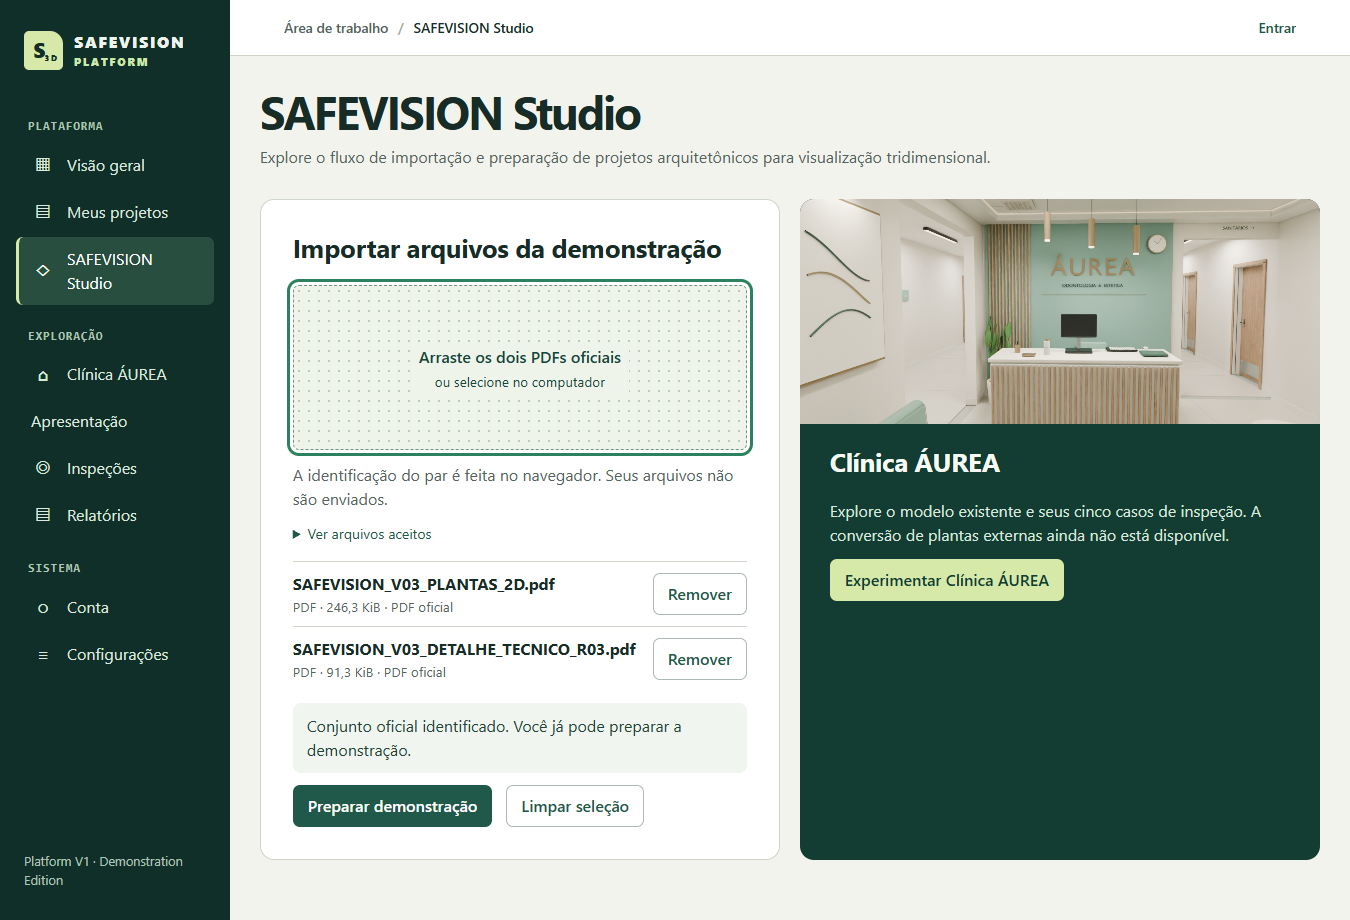 S3D
SAFEVISION
PLATFORM
PLATAFORMA
Visão geral
Meus projetos
SAFEVISION
Studio
EXPLORAÇÃO
Clínica ÁUREA
Apresentação
Inspeções
Relatórios
SISTEMA
Conta
Configurações
Platform V1 · Demonstration
Edition
Área de trabalho / SAFEVISION Studio
Entrar
SAFEVISION Studio
Explore o fluxo de importação e preparação de projetos arquitetônicos para visualização tridimensional.
Importar arquivos da demonstração
Arraste os dois PDFs oficiais
ou selecione no computador
A identificação do par é feita no navegador. Seus arquivos não
são enviados.
Ver arquivos aceitos
SAFEVISION_V03_PLANTAS_2D.pdf
PDF · 246,3 KiB · PDF oficial
Remover
SAFEVISION_V03_DETALHE_TECNICO_R03.pdf
PDF · 91,3 KiB · PDF oficial
Remover
Conjunto oficial identificado. Você já pode preparar a
demonstração.
Preparar demonstração
Limpar seleção
ÁUREA
ODONTOLOGIA & ESTÉTICA
SANITÁRIOS
Clínica ÁUREA
Explore o modelo existente e seus cinco casos de inspeção. A
conversão de plantas externas ainda não está disponível.
Experimentar Clínica ÁUREA